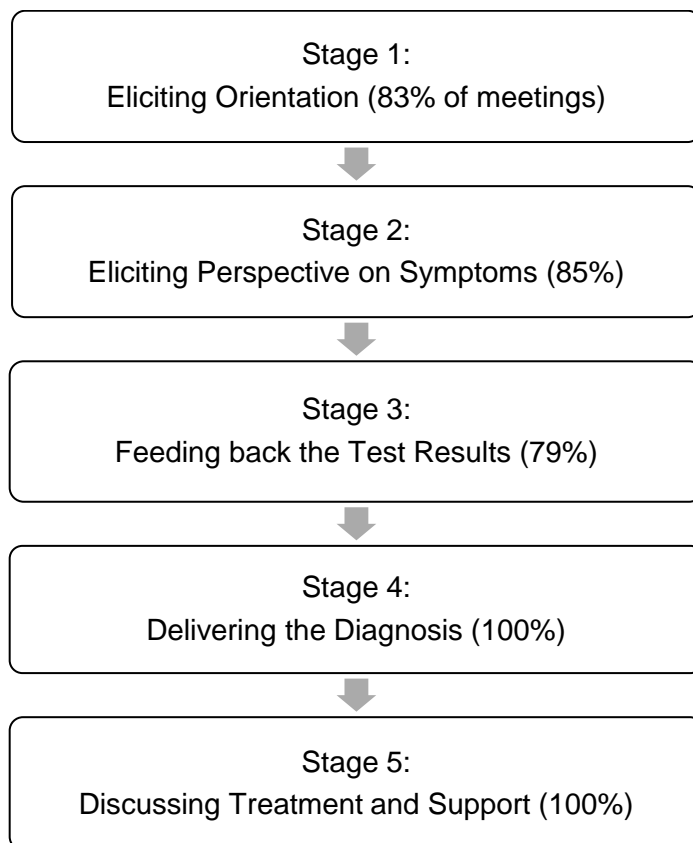 Stage 1:
Eliciting Orientation (83% of meetings)
Stage 2:
Eliciting Perspective on Symptoms (85%)
Stage 3:
Feeding back the Test Results (79%)
Stage 4:
Delivering the Diagnosis (100%)
Stage 5:
Discussing Treatment and Support (100%)